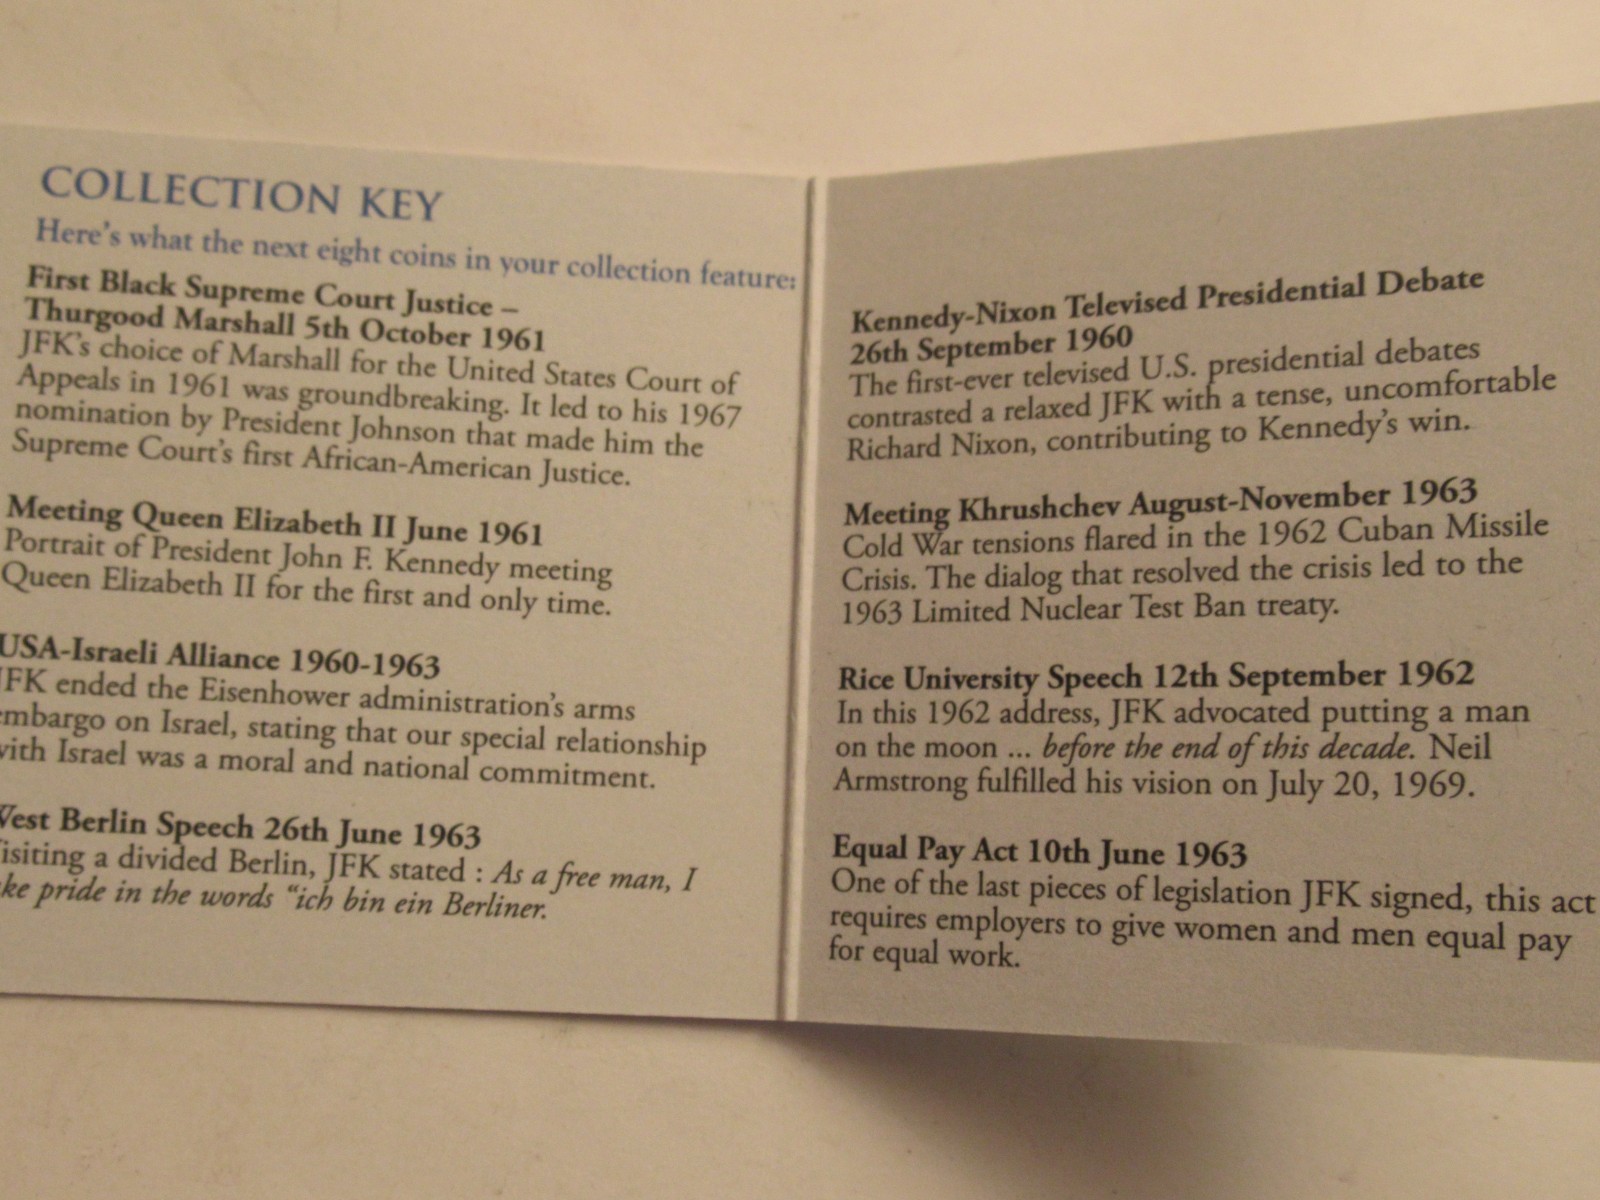 COLLECTION KEY
Here's what the next eight coins in your collection feature:
First Black Supreme Court Justice –
Thurgood Marshall 5th October 1961
JFK's choice of Marshall for the United States Court of
Appeals in 1961 was groundbreaking. It led to his 1967
nomination by President Johnson that made him the
Supreme Court's first African-American Justice.
Meeting Queen Elizabeth II June 1961
Portrait of President John F. Kennedy meeting
Queen Elizabeth II for the first and only time.
USA-Israeli Alliance 1960-1963
JFK ended the Eisenhower administration's arms
embargo on Israel, stating that our special relationship
with Israel was a moral and national commitment.
West Berlin Speech 26th June 1963
isiting a divided Berlin, JFK stated : As a free man, I
ke pride in the words “ich bin ein Berliner.
Kennedy-Nixon Televised Presidential Debate
26th September 1960
The first-ever televised U.S. presidential debates
contrasted a relaxed JFK with a tense, uncomfortable
Richard Nixon, contributing to Kennedy's win.
Meeting Khrushchev August-November 1963
Cold War tensions flared in the 1962 Cuban Missile
Crisis. The dialog that resolved the crisis led to the
1963 Limited Nuclear Test Ban treaty.
Rice University Speech 12th September 1962
In this 1962 address, JFK advocated putting a man
on the moon ... before the end of this decade. Neil
Armstrong fulfilled his vision on July 20, 1969.
Equal Pay Act 10th June 1963
One of the last pieces of legislation JFK signed, this act
requires employers to give women and men equal pay
for equal work.